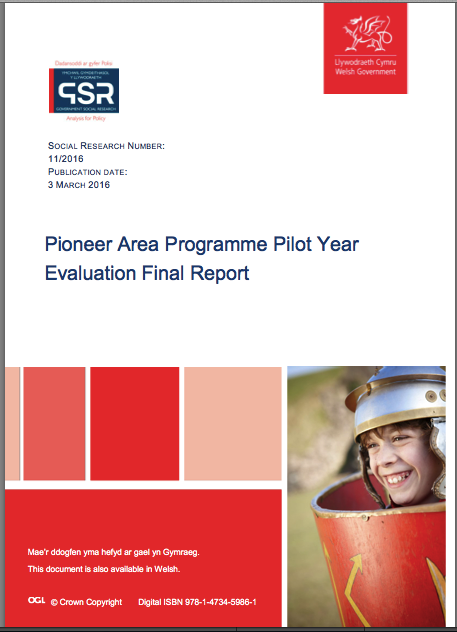 Llywodraeth Cymru
Welsh Government
Dadansoddi ar gyfer Polisi
YMCHWIL GYMDEITHASOL
Y LLYWODRAETH
GSR
GOVERNMENT SOCIAL RESEARCH
Analysis for Policy
SOCIAL RESEARCH NUMBER:
11/2016
PUBLICATION DATE:
3 MARCH 2016
Pioneer Area Programme Pilot Year
Evaluation Final Report
Mae'r ddogfen yma hefyd ar gael yn Gymraeg.
This document is also available in Welsh.
OGL © Crown Copyright Digital ISBN 978-1-4734-5986-1